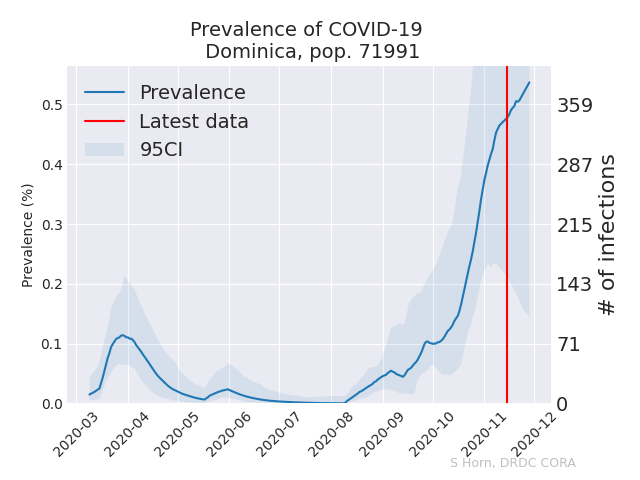 Prevalence of COVID-19
Dominica, pop. 71991
Prevalence
Latest data
95CI
Prevalence (%)
0.5
0.4
0.3
0.2
0.1
0.0
359
287
215
143
71
0
# of infections
2020-03
2020-04
2020-05
2020-06
2020-07
2020-08
2020-09
2020-10
2020-11
2020-12
S Horn, DRDC CORA